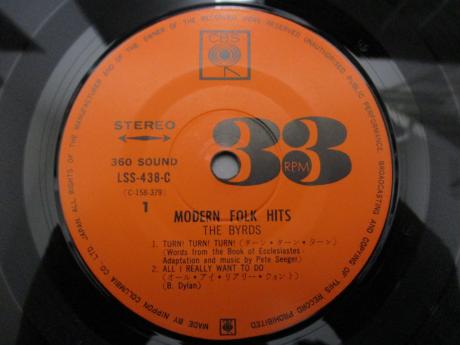 ALL RIGHTS OF THE MANUFACTURER AND OF THE OWNER OF THE RECORDED WORK RESERVED. UNAUTHORISED PUBLIC PERFORMANCE, BROADCASTING AND COPYING OF THIS RECORD PROHIBITED
MADE BY NIPPON COLUMBIA CO. LTD. JAPAN
CBS
STEREO
33
RPM
360 SOUND
LSS-438-C
(C-158-379)
1
MODERN FOLK HITS
THE BYRDS
1. TURN! TURN! TURN! (ターン・ターン・ターン)
(Words from the Book of Ecclesiastes-
Adaptation and music by Pete Seeger)
2. ALL I REALLY WANT TO DO
(オール・アイ・リアリー・ウォント)
(B. Dylan)